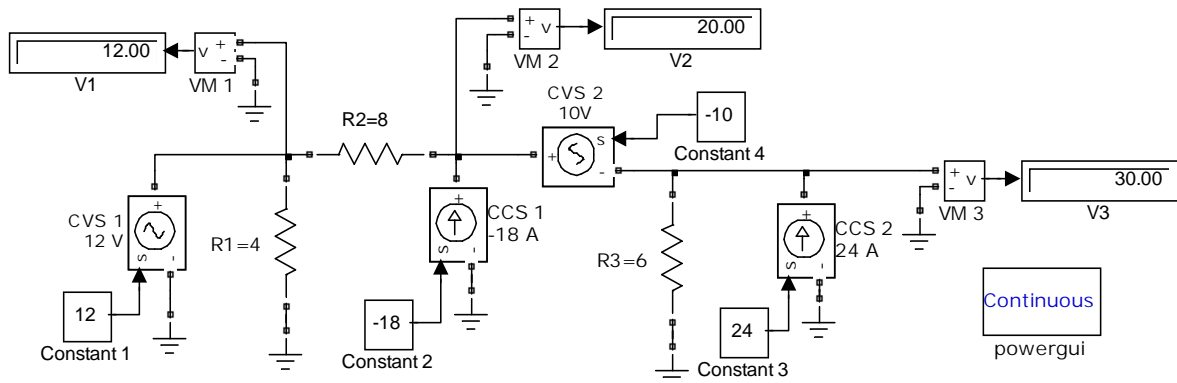 12.00
V1
v + -
VM 1
+ - v
VM 2
20.00
V2
CVS 2
10V
+ s -
-10
Constant 4
R2=8
CVS 1
12 V
+ s -
R1=4
12
Constant 1
CCS 1
-18 A
+ s -
-18
Constant 2
R3=6
CCS 2
24 A
+ s -
24
Constant 3
+ - v
VM 3
30.00
V3
Continuous
powergui